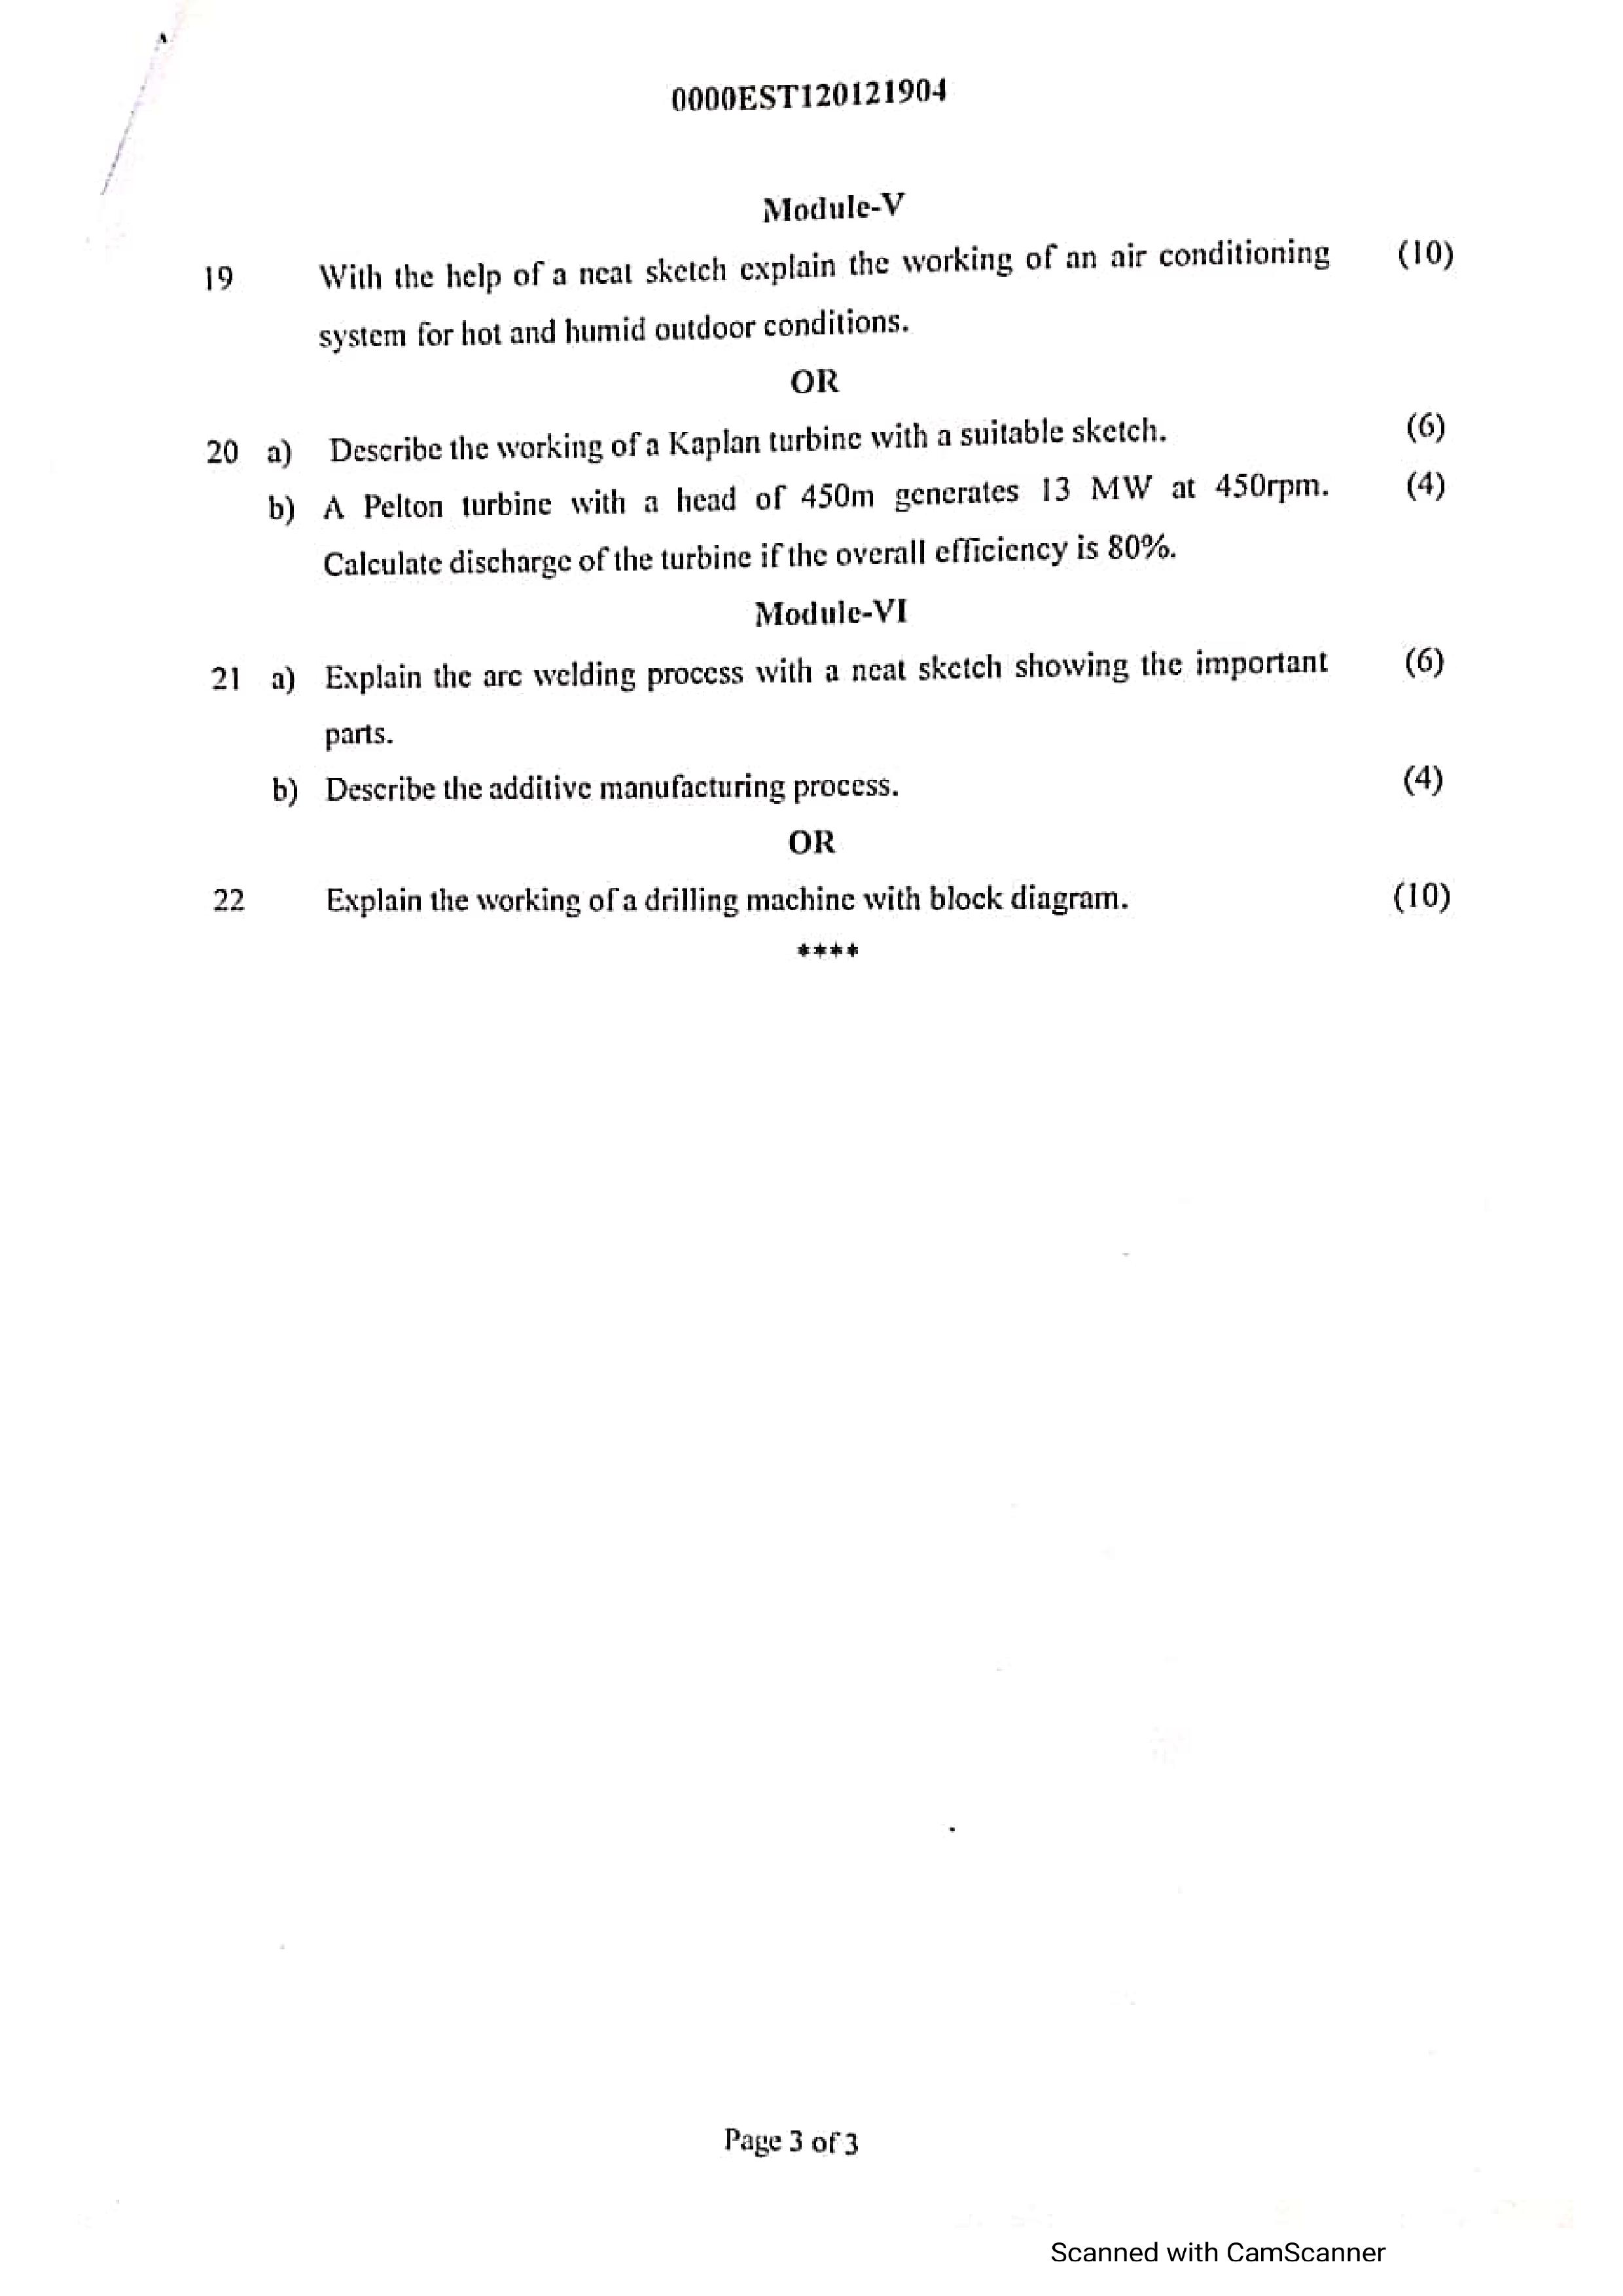 0000EST120121904
Module-V
19 With the help of a neat sketch explain the working of an air conditioning (10)
system for hot and humid outdoor conditions.
OR
20 a) Describe the working of a Kaplan turbine with a suitable sketch. (6)
b) A Pelton turbine with a head of 450m generates 13 MW at 450rpm. (4)
Calculate discharge of the turbine if the overall efficiency is 80%.
Module-VI
21 a) Explain the arc welding process with a neat sketch showing the important (6)
parts.
b) Describe the additive manufacturing process. (4)
OR
22 Explain the working of a drilling machine with block diagram. (10)
****
Page 3 of 3
Scanned with CamScanner